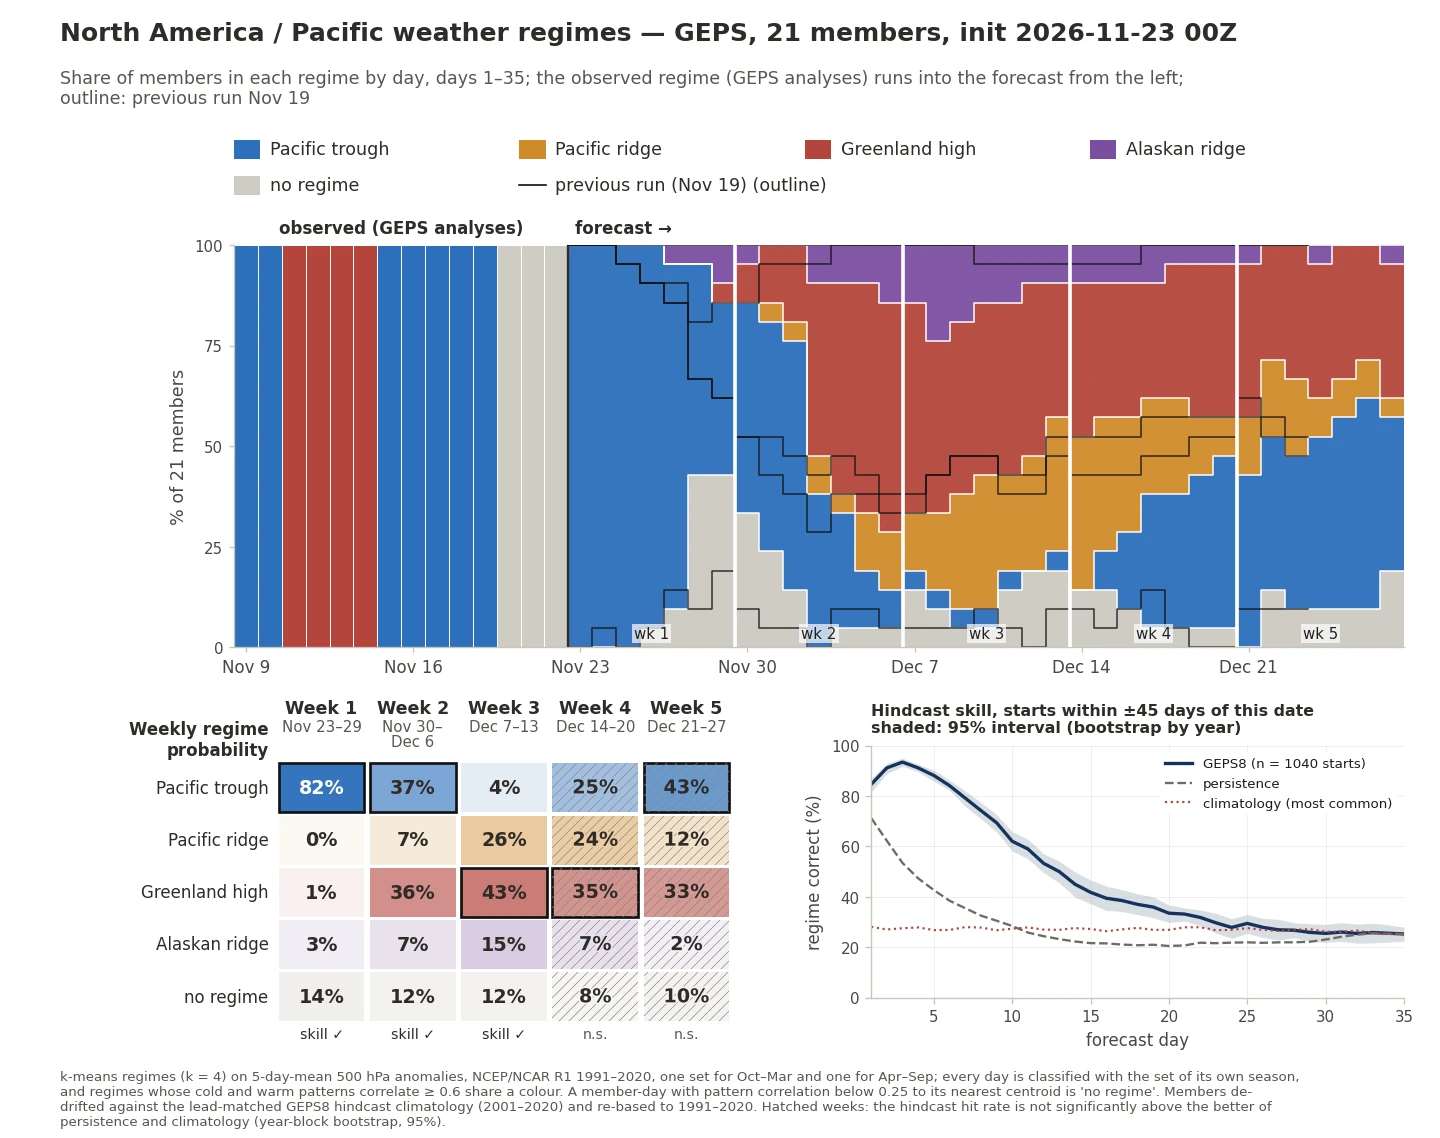 North America / Pacific weather regimes — GEPS, 21 members, init 2026-11-23 00Z
Share of members in each regime by day, days 1–35; the observed regime (GEPS analyses) runs into the forecast from the left;
outline: previous run Nov 19
Pacific trough
Pacific ridge
Greenland high
Alaskan ridge
no regime
previous run (Nov 19) (outline)
observed (GEPS analyses)
forecast →
% of 21 members
100
75
50
25
0
wk 1
wk 2
wk 3
wk 4
wk 5
Nov 9
Nov 16
Nov 23
Nov 30
Dec 7
Dec 14
Dec 21
Weekly regime
probability
Week 1
Nov 23–29
Week 2
Nov 30–
Dec 6
Week 3
Dec 7–13
Week 4
Dec 14–20
Week 5
Dec 21–27
Pacific trough 82% 37% 4% 25% 43%
Pacific ridge 0% 7% 26% 24% 12%
Greenland high 1% 36% 43% 35% 33%
Alaskan ridge 3% 7% 15% 7% 2%
no regime 14% 12% 12% 8% 10%
skill ✓ skill ✓ skill ✓ n.s. n.s.
Hindcast skill, starts within ±45 days of this date
shaded: 95% interval (bootstrap by year)
regime correct (%)
100
80
60
40
20
0
GEPS8 (n = 1040 starts)
persistence
climatology (most common)
5 10 15 20 25 30 35
forecast day
k-means regimes (k = 4) on 5-day-mean 500 hPa anomalies, NCEP/NCAR R1 1991–2020, one set for Oct–Mar and one for Apr–Sep; every day is classified with the set of its own season,
and regimes whose cold and warm patterns correlate ≥ 0.6 share a colour. A member-day with pattern correlation below 0.25 to its nearest centroid is 'no regime'. Members de-
drifted against the lead-matched GEPS8 hindcast climatology (2001–2020) and re-based to 1991–2020. Hatched weeks: the hindcast hit rate is not significantly above the better of
persistence and climatology (year-block bootstrap, 95%).